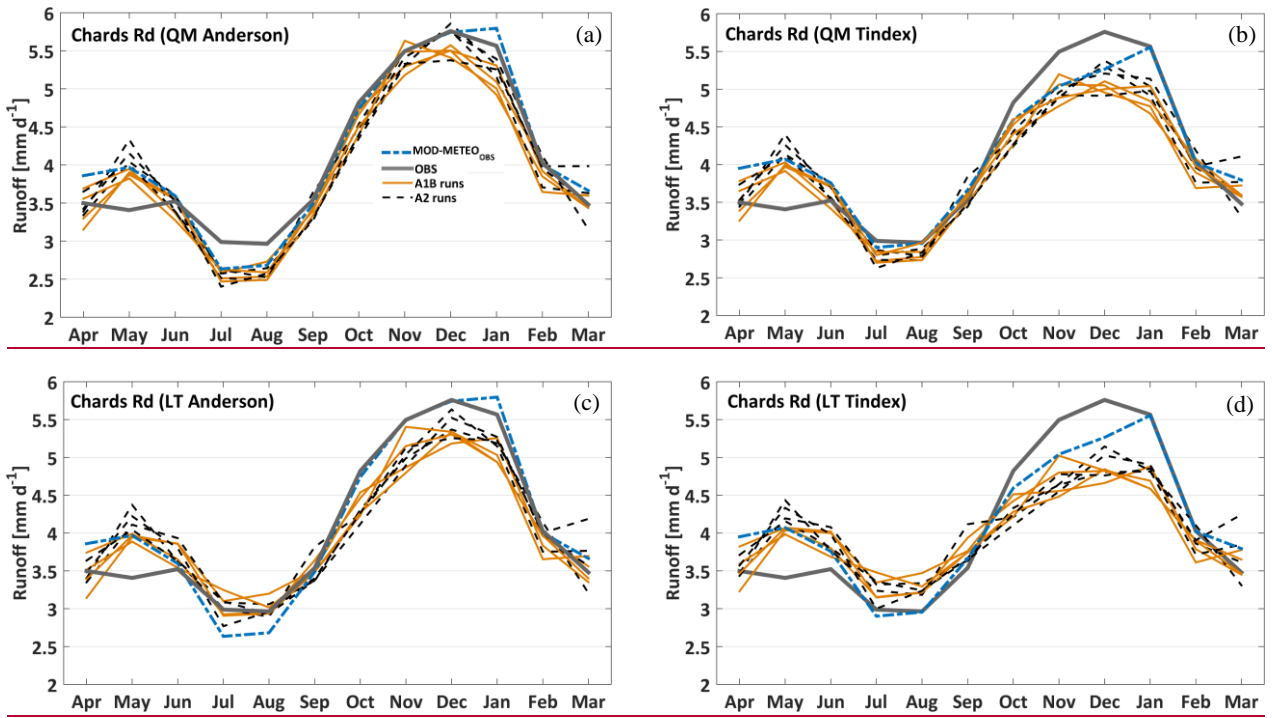 Chards Rd (QM Anderson)
(a)
Runoff [mm d-1]
6
5.5
5
4.5
4
3.5
3
2.5
2
MOD-METEOOBS
OBS
A1B runs
A2 runs
Apr May Jun Jul Aug Sep Oct Nov Dec Jan Feb Mar
Chards Rd (QM Tindex)
(b)
Runoff [mm d-1]
6
5.5
5
4.5
4
3.5
3
2.5
2
Apr May Jun Jul Aug Sep Oct Nov Dec Jan Feb Mar
Chards Rd (LT Anderson)
(c)
Runoff [mm d-1]
6
5.5
5
4.5
4
3.5
3
2.5
2
Apr May Jun Jul Aug Sep Oct Nov Dec Jan Feb Mar
Chards Rd (LT Tindex)
(d)
Runoff [mm d-1]
6
5.5
5
4.5
4
3.5
3
2.5
2
Apr May Jun Jul Aug Sep Oct Nov Dec Jan Feb Mar